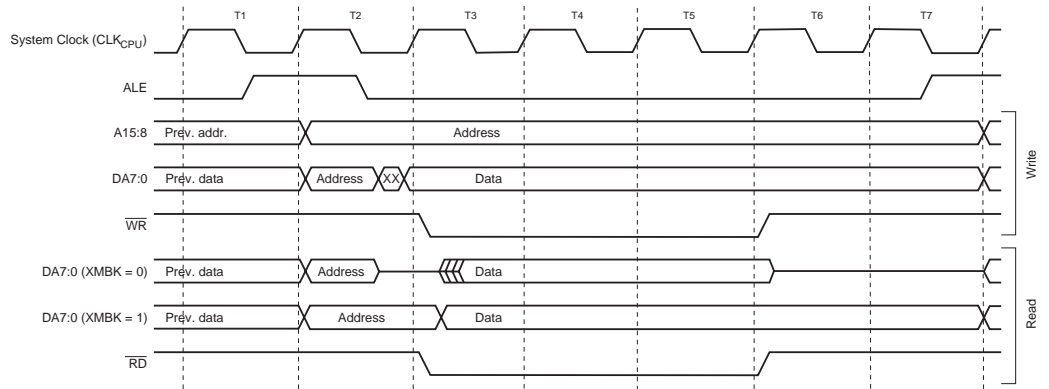 T1 T2 T3 T4 T5 T6 T7
System Clock (CLKCPU)
ALE
A15:8 Prev. addr. Address
DA7:0 Prev. data Address XX Data
WR
Write
DA7:0 (XMBK = 0) Prev. data Address Data
DA7:0 (XMBK = 1) Prev. data Address Data
RD
Read